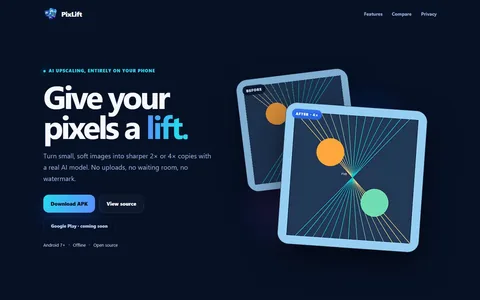 PixLift
Features
Compare
Privacy
AI UPSCALING, ENTIRELY ON YOUR PHONE
Give your
pixels a lift.
Turn small, soft images into sharper 2× or 4× copies with
a real AI model. No uploads, no waiting room, no
watermark.
Download APK
View source
Google Play · coming soon
Android 7+ · Offline · Open source
BEFORE
AFTER · 4×